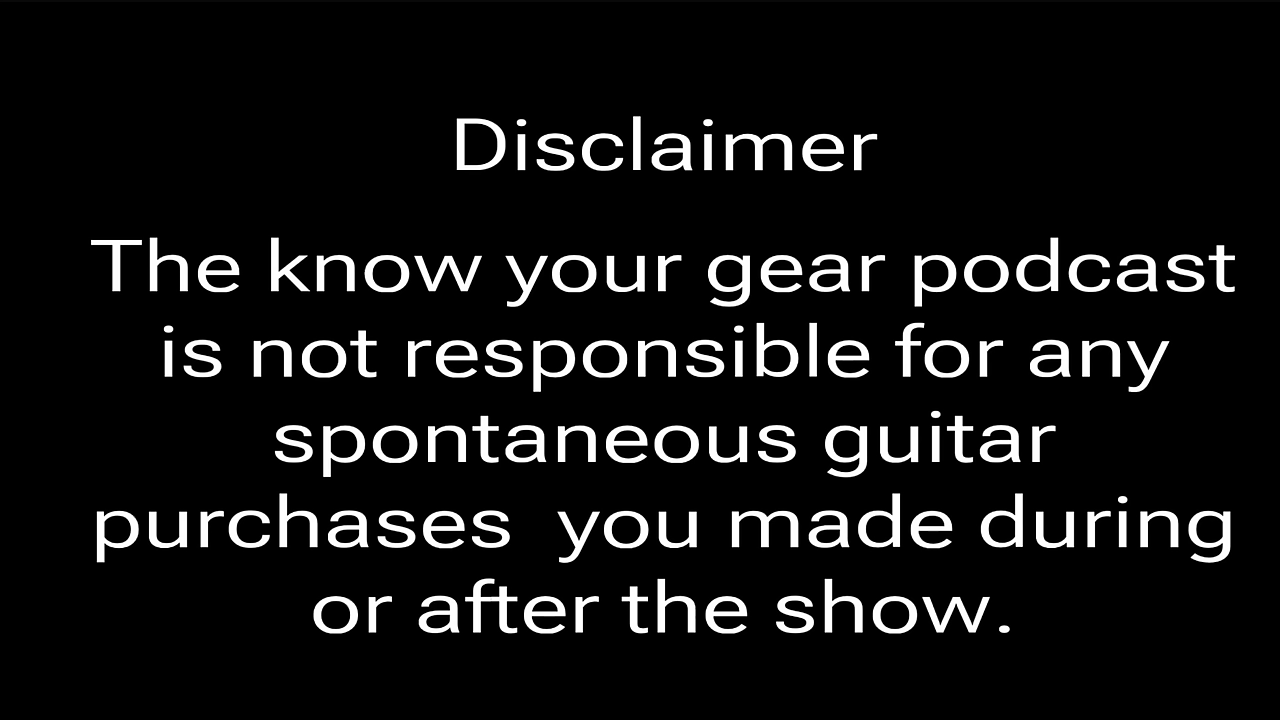 Disclaimer
The know your gear podcast
is not responsible for any
spontaneous guitar
purchases  you made during
or after the show.